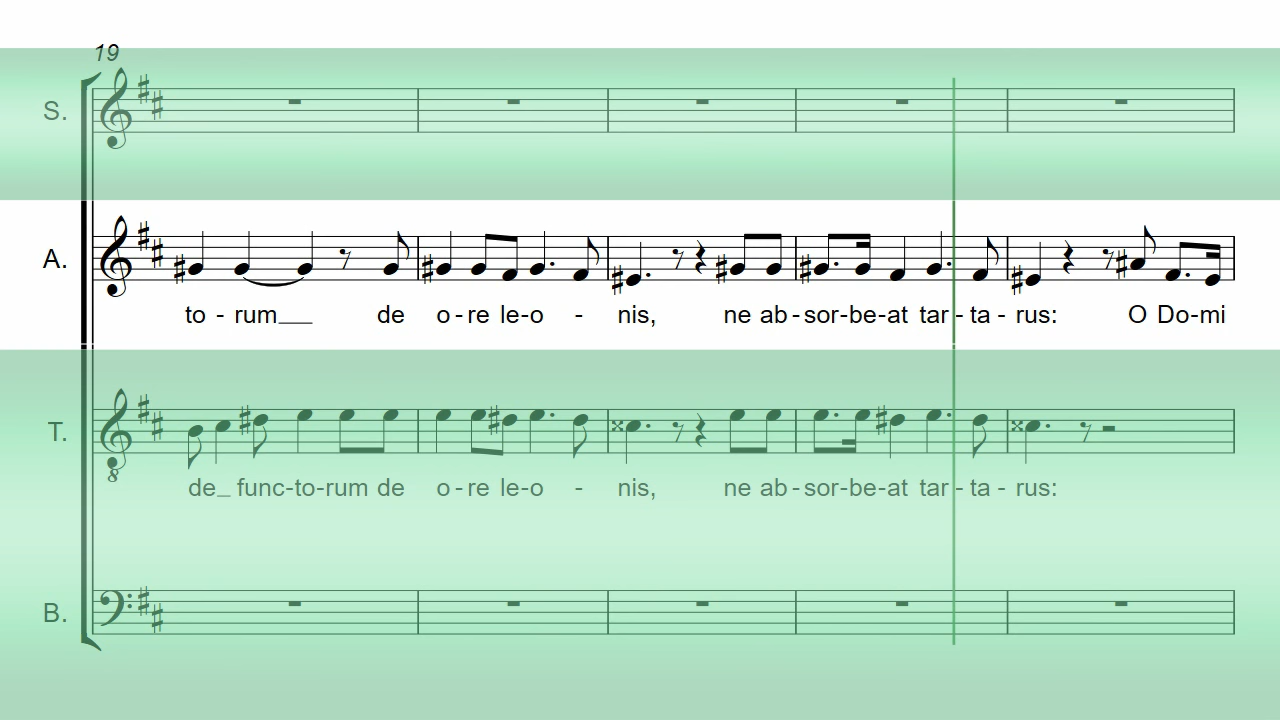 19
S.
A.
to - rum___ de o - re le-o - nis, ne ab - sor-be-at tar - ta - rus: O Do-mi
T.
8
de_ func-to-rum de o - re le-o - nis, ne ab - sor-be-at tar - ta - rus:
B.